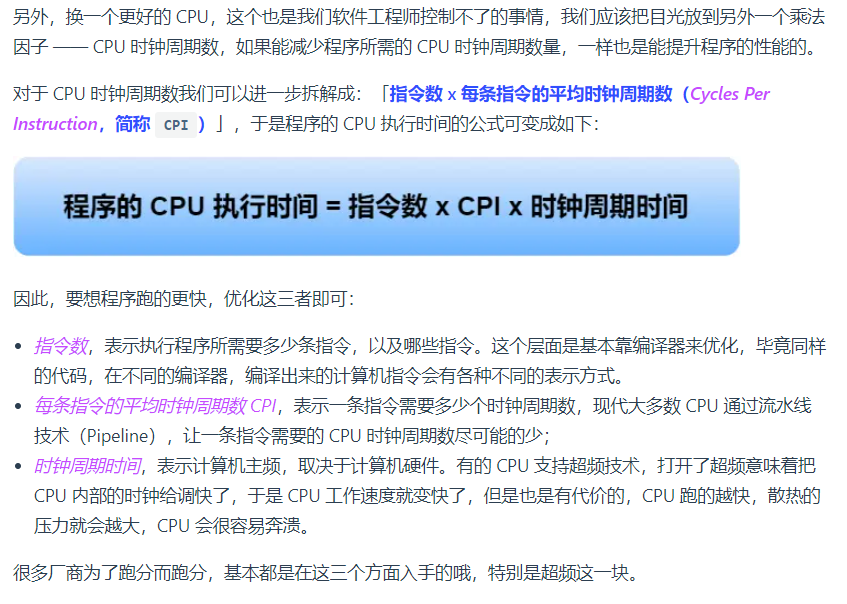 另外，换一个更好的 CPU，这个也是我们软件工程师控制不了的事情，我们应该把目光放到另外一个乘法
因子 —— CPU 时钟周期数，如果能减少程序所需的 CPU 时钟周期数量，一样也是能提升程序的性能的。
对于 CPU 时钟周期数我们可以进一步拆解成：「指令数 x 每条指令的平均时钟周期数（Cycles Per
Instruction，简称 CPI ）」，于是程序的 CPU 执行时间的公式可变成如下：
程序的 CPU 执行时间 = 指令数 x CPI x 时钟周期时间
因此，要想程序跑的更快，优化这三者即可：
• 指令数，表示执行程序所需要多少条指令，以及哪些指令。这个层面是基本靠编译器来优化，毕竟同样
的代码，在不同的编译器，编译出来的计算机指令会有各种不同的表示方式。
• 每条指令的平均时钟周期数 CPI，表示一条指令需要多少个时钟周期数，现代大多数 CPU 通过流水线
技术（Pipeline），让一条指令需要的 CPU 时钟周期数尽可能的少；
• 时钟周期时间，表示计算机主频，取决于计算机硬件。有的 CPU 支持超频技术，打开了超频意味着把
CPU 内部的时钟给调快了，于是 CPU 工作速度就变快了，但是也是有代价的，CPU 跑的越快，散热的
压力就会越大，CPU 会很容易奔溃。
很多厂商为了跑分而跑分，基本都是在这三个方面入手的哦，特别是超频这一块。